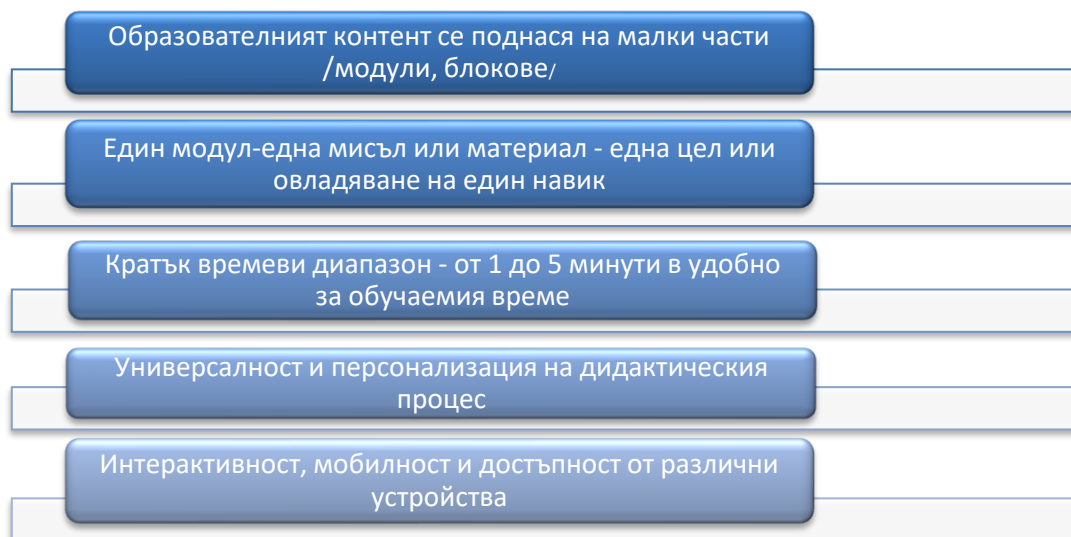 Образователният контент се поднася на малки части
/модули, блокове/
Един модул-една мисъл или материал - една цел или
овладяване на един навик
Кратък времеви диапазон - от 1 до 5 минути в удобно
за обучаемия време
Универсалност и персонализация на дидактическия
процес
Интерактивност, мобилност и достъпност от различни
устройства